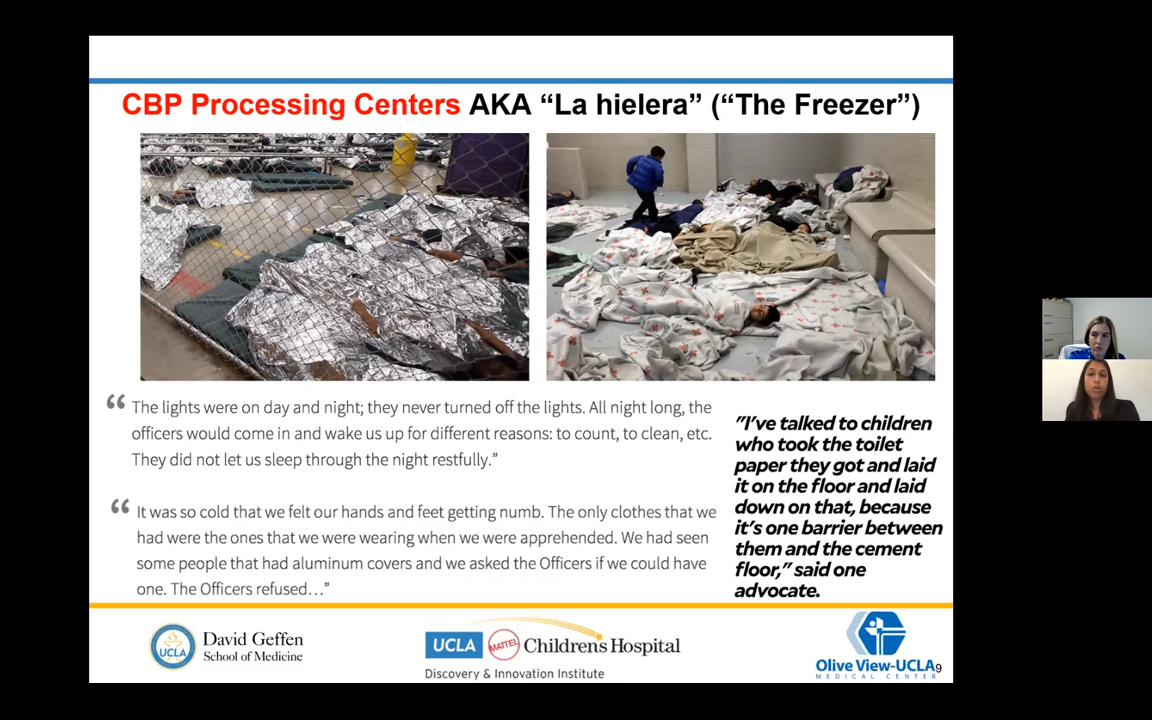 CBP Processing Centers AKA “La hielera” (“The Freezer”)
“ The lights were on day and night; they never turned off the lights. All night long, the
officers would come in and wake us up for different reasons: to count, to clean, etc.
They did not let us sleep through the night restfully.”
“ It was so cold that we felt our hands and feet getting numb. The only clothes that we
had were the ones that we were wearing when we were apprehended. We had seen
some people that had aluminum covers and we asked the Officers if we could have
one. The Officers refused…”
"I’ve talked to children
who took the toilet
paper they got and laid
it on the floor and laid
down on that, because
it’s one barrier between
them and the cement
floor,” said one
advocate.
UCLA
David Geffen
School of Medicine
UCLA MATTEL Childrens Hospital
Discovery & Innovation Institute
Olive View-UCLA
MEDICAL CENTER
9